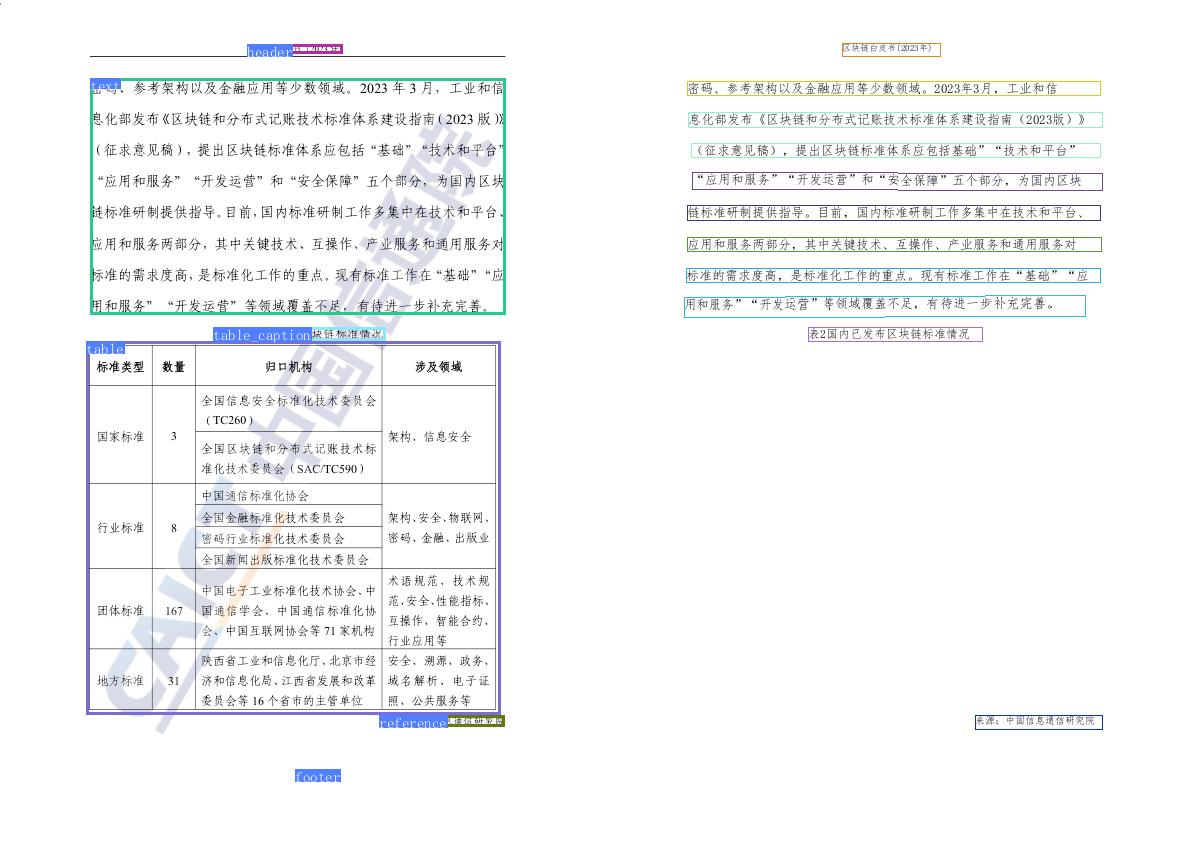 header
区块链白皮书(2023年)
text
密码、参考架构以及金融应用等少数领域。2023 年 3 月，工业和信
息化部发布《区块链和分布式记账技术标准体系建设指南（2023 版）》
（征求意见稿），提出区块链标准体系应包括“基础”“技术和平台”
“应用和服务”“开发运营”和“安全保障”五个部分，为国内区块
链标准研制提供指导。目前，国内标准研制工作多集中在技术和平台、
应用和服务两部分，其中关键技术、互操作、产业服务和通用服务对
标准的需求度高，是标准化工作的重点。现有标准工作在“基础”“应
用和服务” “开发运营”等领域覆盖不足，有待进一步补充完善。
table_caption 块链标准情况
table
标准类型 数量 归口机构 涉及领域
国家标准 3 全国信息安全标准化技术委员会
（TC260）
全国区块链和分布式记账技术标
准化技术委员会（SAC/TC590）
架构、信息安全
行业标准 8 中国通信标准化协会
全国金融标准化技术委员会
密码行业标准化技术委员会
全国新闻出版标准化技术委员会
架构、安全、物联网、
密码、金融、出版业
团体标准 167 中国电子工业标准化技术协会、中
国通信学会、中国通信标准化协
会、中国互联网协会等 71 家机构
术语规范、技术规
范、安全、性能指标、
互操作、智能合约、
行业应用等
地方标准 31 陕西省工业和信息化厅、北京市经
济和信息化局、江西省发展和改革
委员会等 16 个省市的主管单位
安全、溯源、政务、
域名解析、电子证
照、公共服务等
CAICT 中国信通院
reference
footer
密码、参考架构以及金融应用等少数领域。2023年3月，工业和信
息化部发布《区块链和分布式记账技术标准体系建设指南（2023版）》
（征求意见稿），提出区块链标准体系应包括基础”“技术和平台”
“应用和服务”“开发运营”和“安全保障”五个部分，为国内区块
链标准研制提供指导。目前，国内标准研制工作多集中在技术和平台、
应用和服务两部分，其中关键技术、互操作、产业服务和通用服务对
标准的需求度高，是标准化工作的重点。现有标准工作在“基础”“应
用和服务”“开发运营”等领域覆盖不足，有待进一步补充完善。
表2国内已发布区块链标准情况
来源：中国信息通信研究院